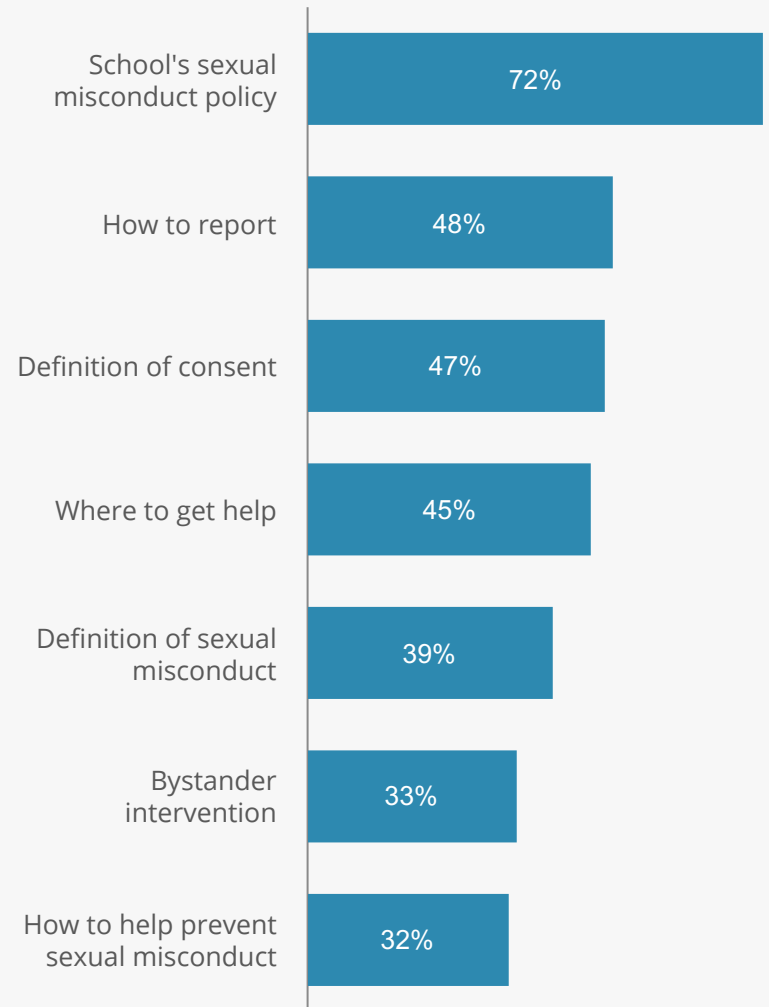 School's sexual
misconduct policy
72%
How to report
48%
Definition of consent
47%
Where to get help
45%
Definition of sexual
misconduct
39%
Bystander
intervention
33%
How to help prevent
sexual misconduct
32%